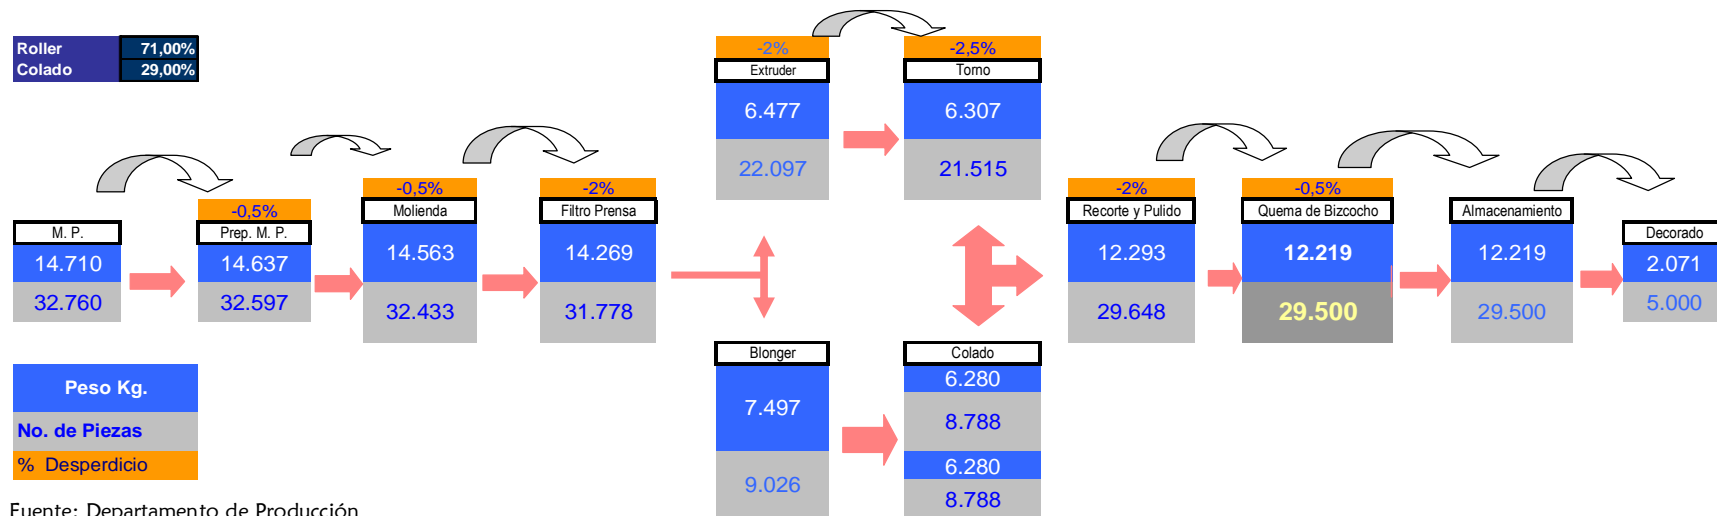 Roller 71,00%
Colado 29,00%
M. P.
14.710
32.760
-0,5%
Prep. M. P.
14.637
32.597
-0,5%
Molienda
14.563
32.433
-2%
Filtro Prensa
14.269
31.778
-2%
Extruder
6.477
22.097
-2,5%
Torno
6.307
21.515
Blonger
7.497
9.026
Colado
6.280
8.788
6.280
8.788
-2%
Recorte y Pulido
12.293
29.648
-0,5%
Quema de Bizcocho
12.219
29.500
Almacenamiento
12.219
29.500
Decorado
2.071
5.000
Peso Kg.
No. de Piezas
% Desperdicio
Fuente: Departamento de Producción